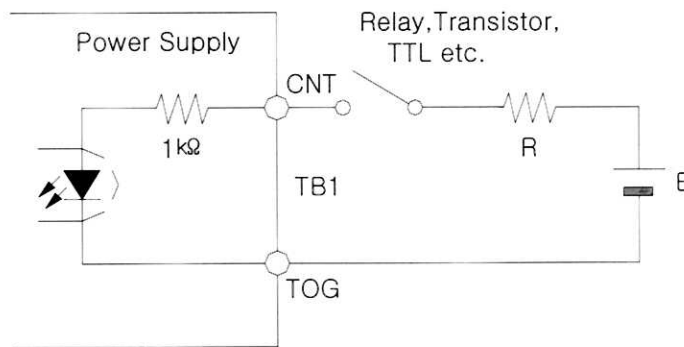 Relay,Transistor,
TTL etc.
Power Supply
CNT
1kΩ
R
TB1
E
TOG